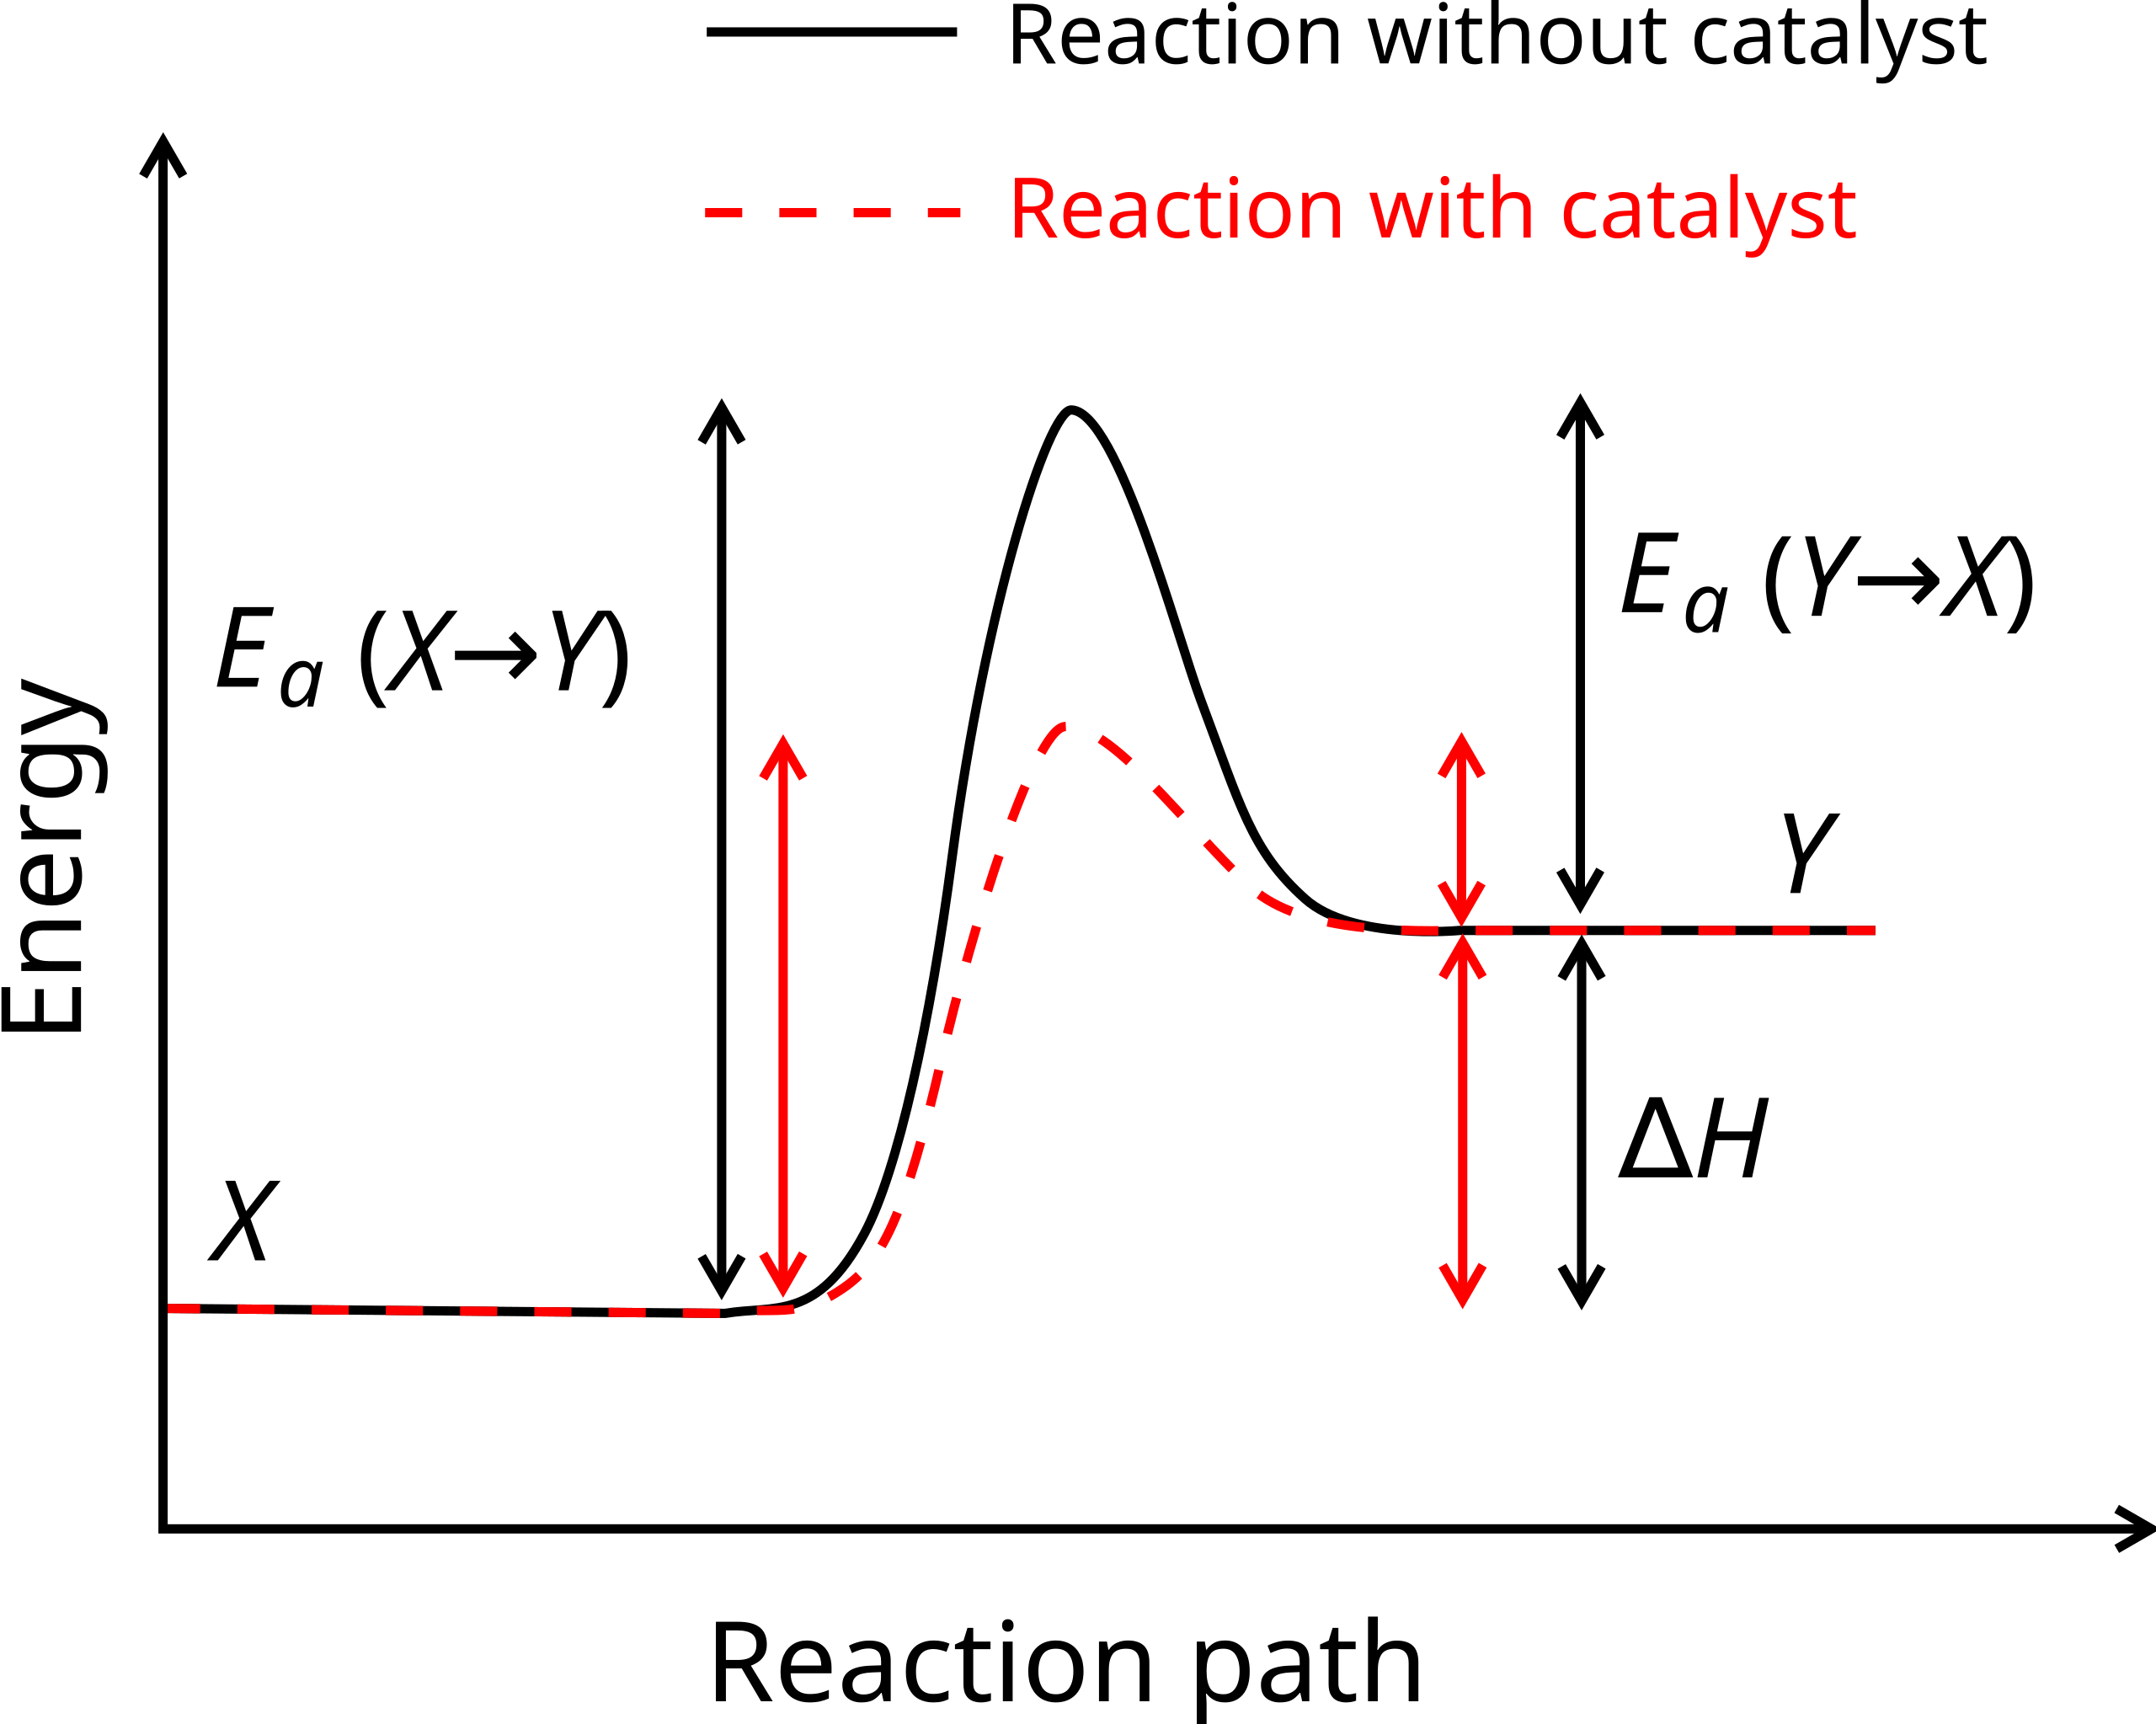 Reaction without catalyst
Reaction with catalyst
Energy
Ea (X→Y)
Ea (Y→X)
Y
ΔH
X
Reaction path